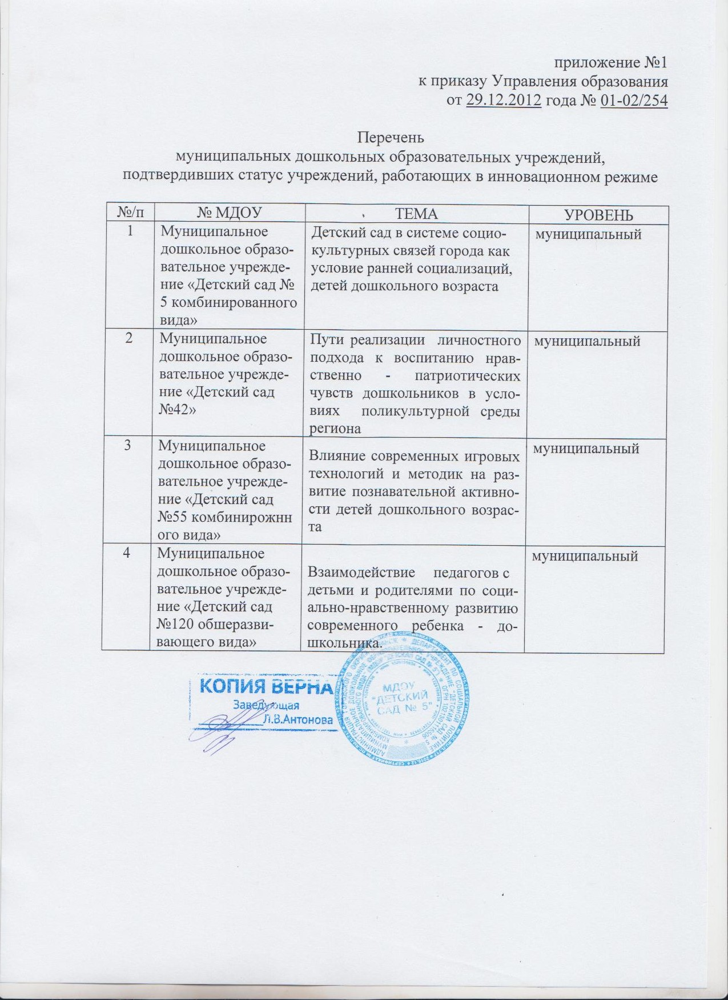 приложение №1
к приказу Управления образования
от 29.12.2012 года № 01-02/254
Перечень
муниципальных дошкольных образовательных учреждений,
подтвердивших статус учреждений, работающих в инновационном режиме
№/п № МДОУ ТЕМА УРОВЕНЬ
1
Муниципальное
дошкольное образо-
вательное учрежде-
ние «Детский сад №
5 комбинированного
вида»
Детский сад в системе социо-
культурных связей города как
условие ранней социализаций,
детей дошкольного возраста
муниципальный
2
Муниципальное
дошкольное образо-
вательное учрежде-
ние «Детский сад
№42»
Пути реализации личностного
подхода к воспитанию нрав-
ственно - патриотических
чувств дошкольников в усло-
виях поликультурной среды
региона
муниципальный
3
Муниципальное
дошкольное образо-
вательное учрежде-
ние «Детский сад
№55 комбинирожнн
ого вида»
Влияние современных игровых
технологий и методик на раз-
витие познавательной активно-
сти детей дошкольного возрас-
та
муниципальный
4
Муниципальное
дошкольное образо-
вательное учрежде-
ние «Детский сад
№120 обшеразви-
вающего вида»
Взаимодействие педагогов с
детьми и родителями по соци-
ально-нравственному развитию
современного ребенка - до-
школьника.
муниципальный
КОПИЯ ВЕРНА
Заведующая
Л.В.Антонова
МДОУ
"ДЕТСКИЙ
САД № 5"